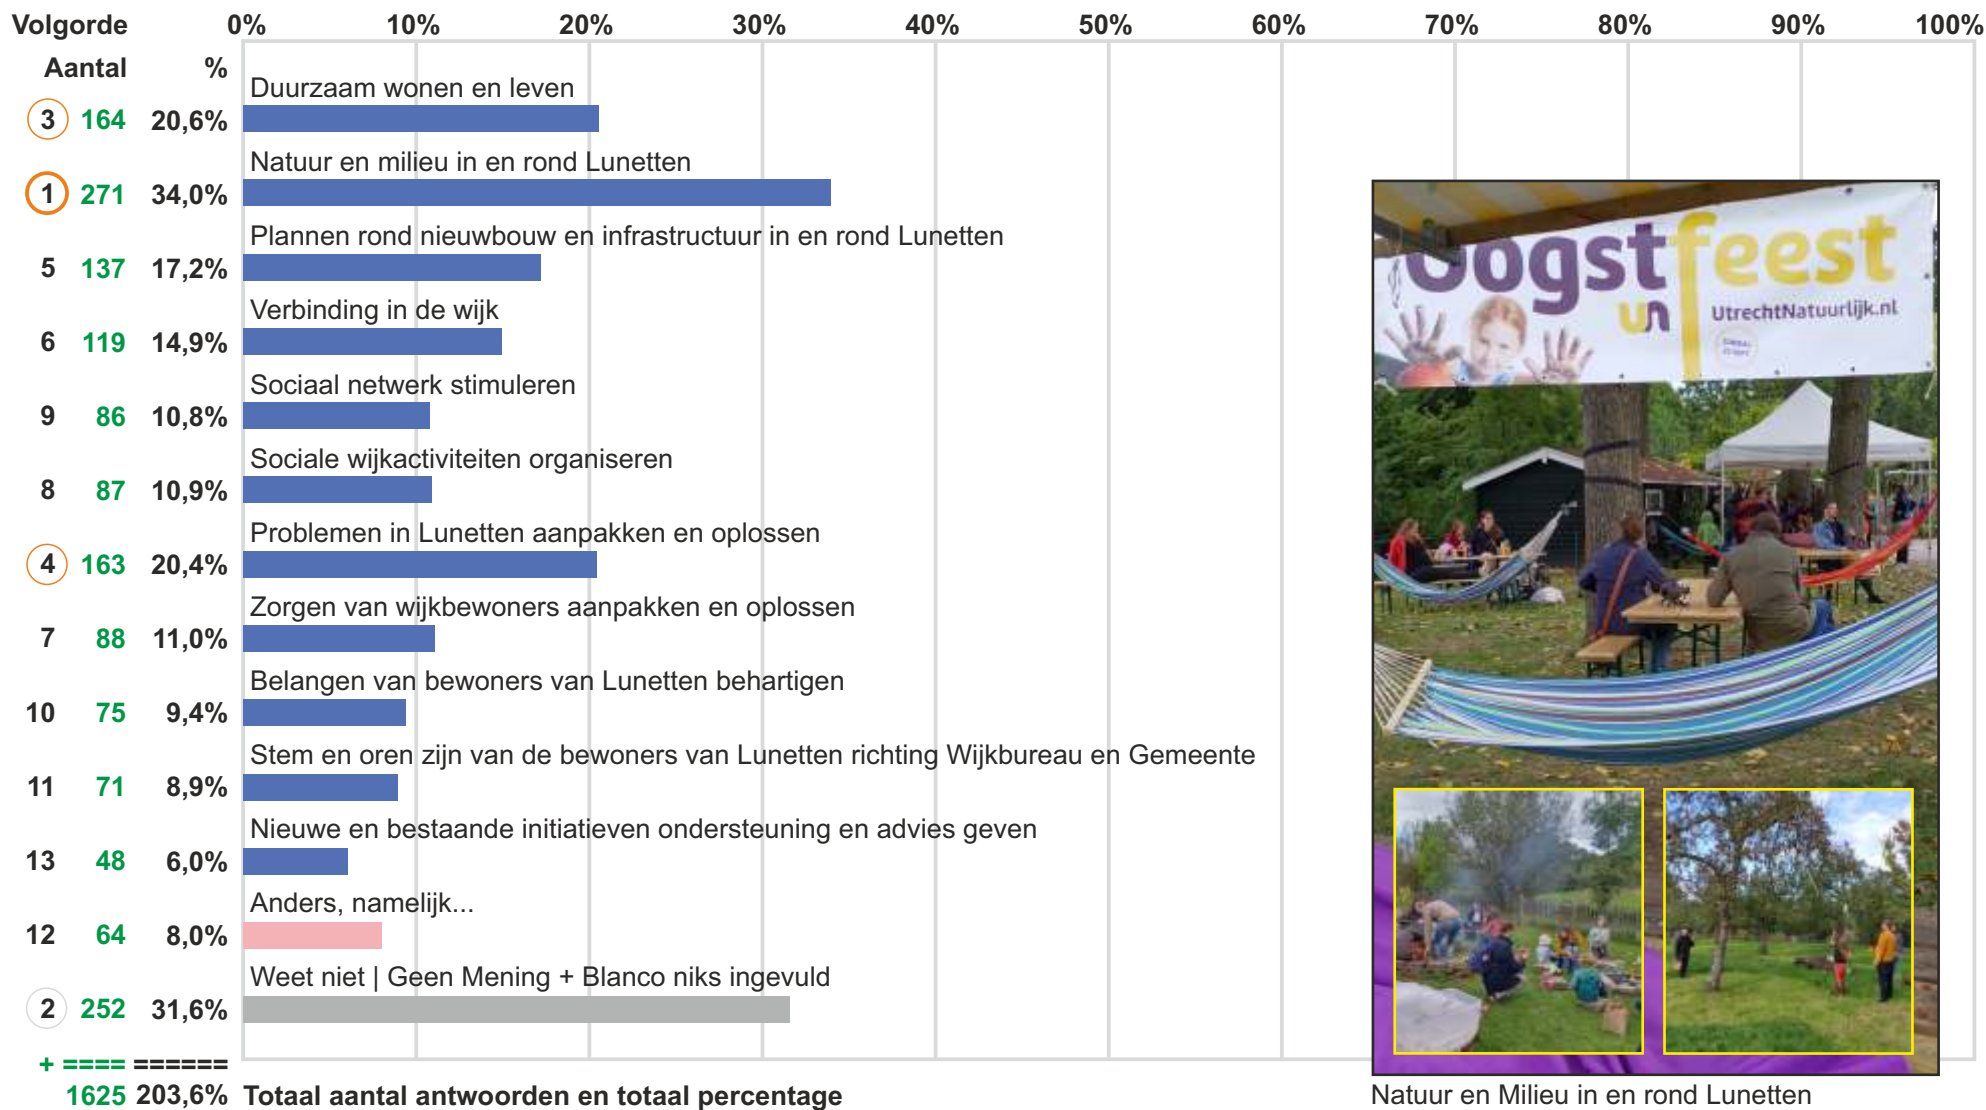 Volgorde 0% 10% 20% 30% 40% 50% 60% 70% 80% 90% 100%
Aantal %
Duurzaam wonen en leven
3 164 20,6%
Natuur en milieu in en rond Lunetten
1 271 34,0%
Plannen rond nieuwbouw en infrastructuur in en rond Lunetten
5 137 17,2%
Verbinding in de wijk
6 119 14,9%
Sociaal netwerk stimuleren
9 86 10,8%
Sociale wijkactiviteiten organiseren
8 87 10,9%
Problemen in Lunetten aanpakken en oplossen
4 163 20,4%
Zorgen van wijkbewoners aanpakken en oplossen
7 88 11,0%
Belangen van bewoners van Lunetten behartigen
10 75 9,4%
Stem en oren zijn van de bewoners van Lunetten richting Wijkbureau en Gemeente
11 71 8,9%
Nieuwe en bestaande initiatieven ondersteuning en advies geven
13 48 6,0%
Anders, namelijk...
12 64 8,0%
Weet niet | Geen Mening + Blanco niks ingevuld
2 252 31,6%
+ ==== ======
1625 203,6% Totaal aantal antwoorden en totaal percentage
Oogstfeest
un
UtrechtNatuurlijk.nl
Natuur en Milieu in en rond Lunetten